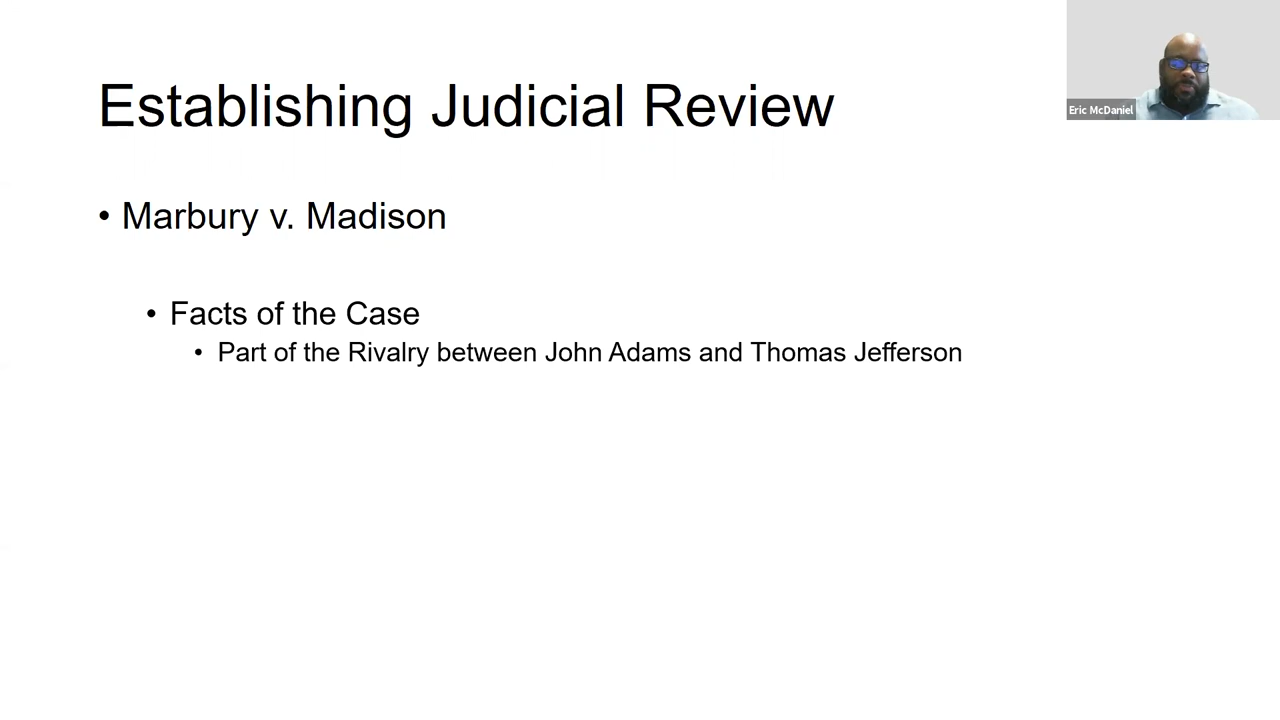 Establishing Judicial Review
Eric McDaniel
• Marbury v. Madison
• Facts of the Case
• Part of the Rivalry between John Adams and Thomas Jefferson